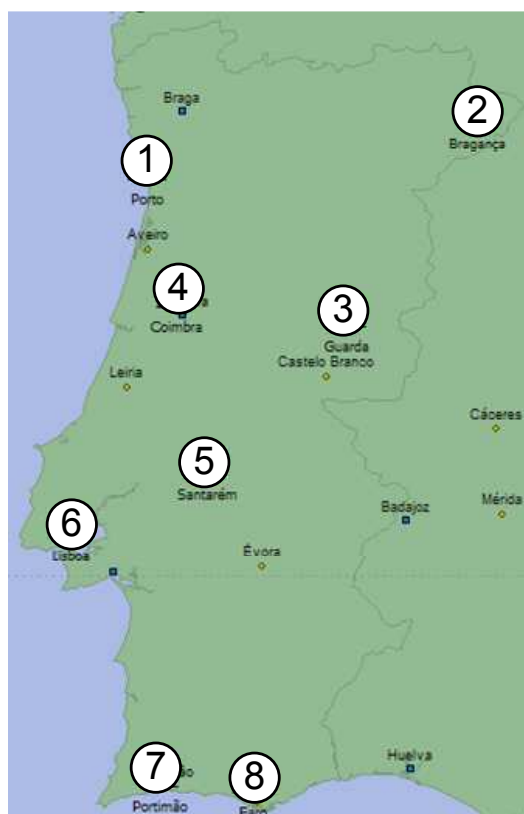 Braga
2
Bragança
1
Porto
Aveiro
4
Coimbra
3
Guarda
Castelo Branco
Leiria
Cáceres
5
Santarém
Badajoz
Mérida
6
Lisboa
Évora
7
Portimão
8
Faro
Huelva